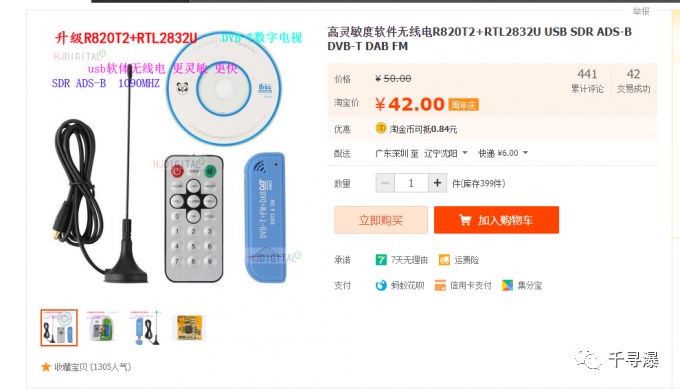 举报
升级R820T2+RTL2832U
DVB-T数字电视
HJDIGITAL
usb软体无线电 更灵敏 更快
SDR ADS-B 1090MHZ
HJDIGITAL
DVB-T+DAB+FM
HJDIGITAL
高灵敏度软件无线电R820T2+RTL2832U USB SDR ADS-B
DVB-T DAB FM
价格 ¥ 50.00
441 累计评论
42 交易成功
淘宝价 ¥42.00 周年庆
优惠 淘金币可抵0.84元
配送 广东深圳 至 辽宁沈阳 快递 ¥6.00
数量 − 1 + 件(库存399件)
立即购买 加入购物车
承诺 7天无理由 运费险
支付 蚂蚁花呗 信用卡支付 集分宝
收藏宝贝 (1305人气)
千寻瀑